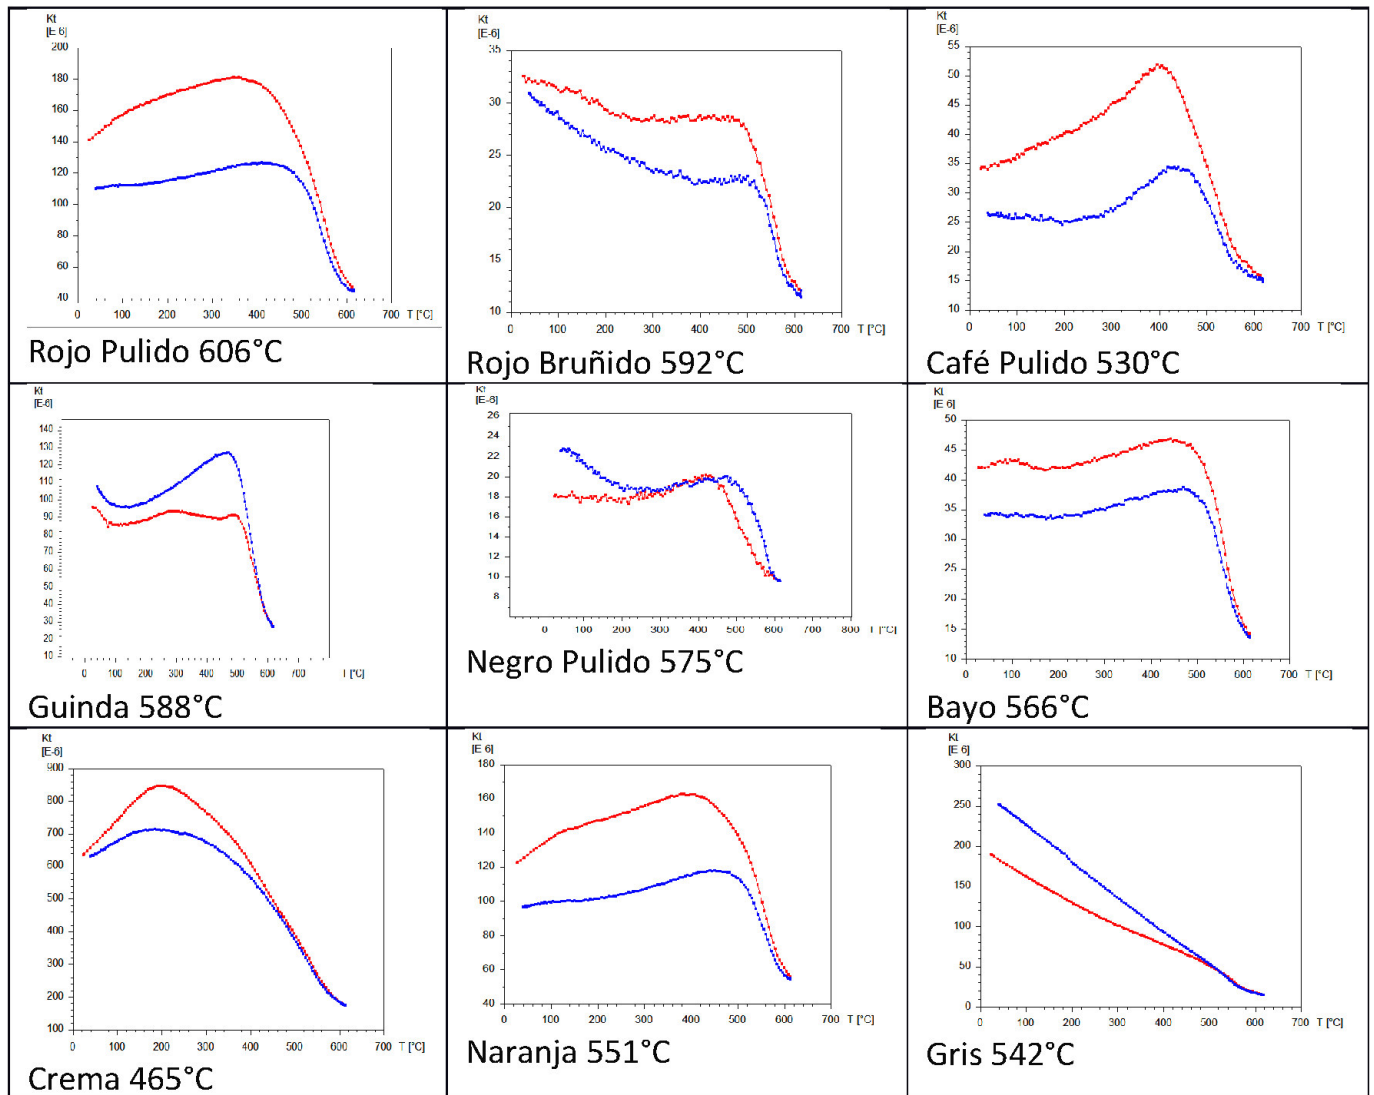 Kt
[E 6]
200
180
160
140
120
100
80
60
40
0 100 200 300 400 500 600 700 T [°C]
Rojo Pulido 606°C
Kt
[E-6]
35
30
25
20
15
10
0 100 200 300 400 500 600 700 T [°C]
Rojo Bruñido 592°C
Kt
[E-6]
55
50
45
40
35
30
25
20
15
10
0 100 200 300 400 500 600 700 T [°C]
Café Pulido 530°C
Kt
[E-6]
140
130
120
110
100
90
80
70
60
50
40
30
20
10
0 100 200 300 400 500 600 700 T [°C]
Guinda 588°C
Kt
[E-6]
26
24
22
20
18
16
14
12
10
8
0 100 200 300 400 500 600 700 800 T [°C]
Negro Pulido 575°C
Kt
[E 6]
50
45
40
35
30
25
20
15
10
0 100 200 300 400 500 600 700 T [°C]
Bayo 566°C
Kt
[E-6]
900
800
700
600
500
400
300
200
100
0 100 200 300 400 500 600 700 T [°C]
Crema 465°C
Kt
[E 6]
180
160
140
120
100
80
60
40
0 100 200 300 400 500 600 700 T [°C]
Naranja 551°C
Kt
[E 6]
300
250
200
150
100
50
0
0 100 200 300 400 500 600 700 T [°C]
Gris 542°C